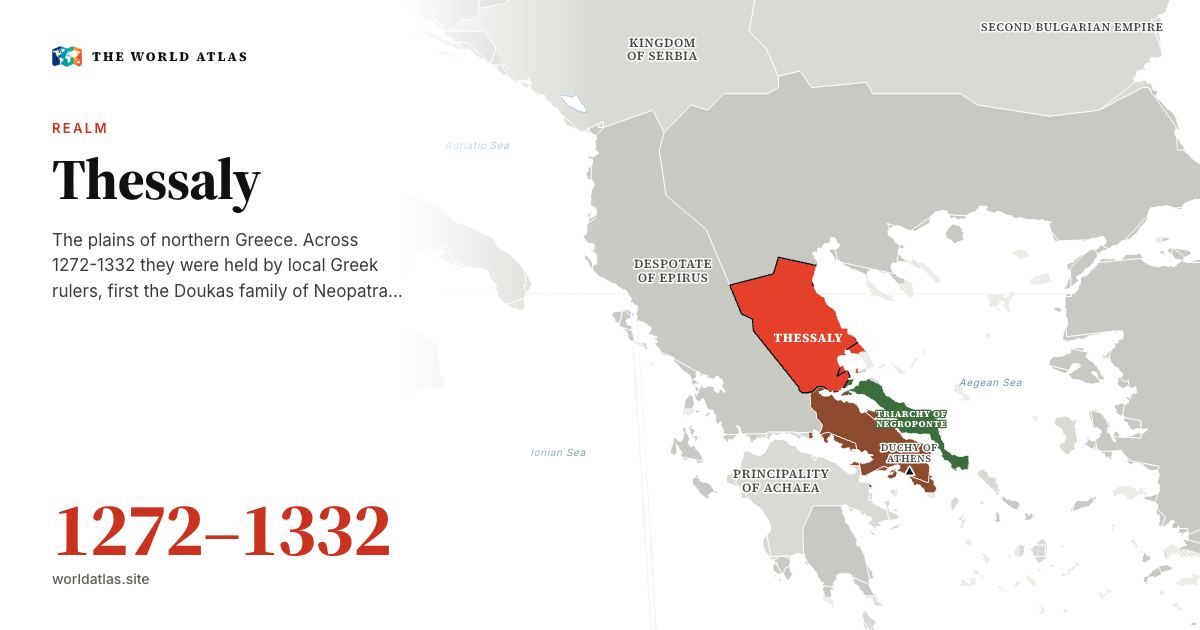 THE WORLD ATLAS
REALM
Thessaly
The plains of northern Greece. Across
1272-1332 they were held by local Greek
rulers, first the Doukas family of Neopatra...
1272–1332
worldatlas.site
SECOND BULGARIAN EMPIRE
KINGDOM
OF SERBIA
Adriatic Sea
DESPOTATE
OF EPIRUS
THESSALY
Aegean Sea
TRIARCHY OF
NEGROPONTE
DUCHY OF
ATHENS
Ionian Sea
PRINCIPALITY
OF ACHAEA